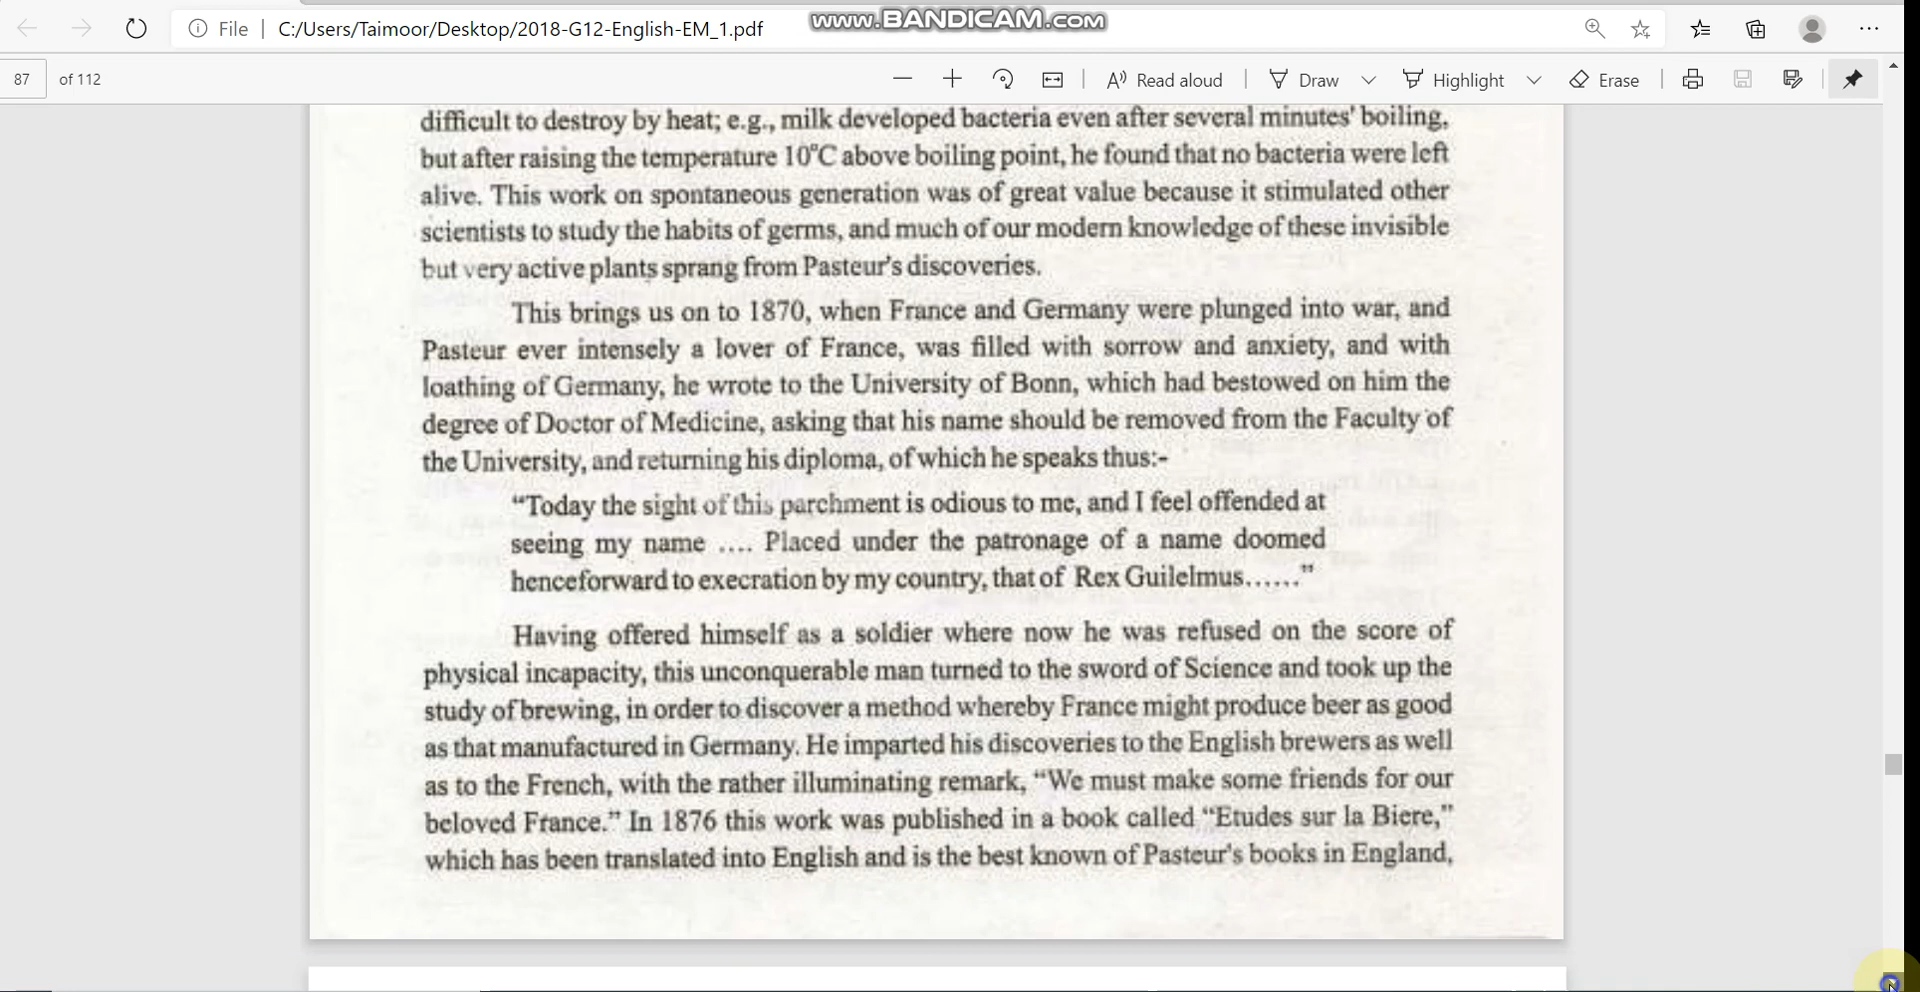 www.BANDICAM.com
File
C:/Users/Taimoor/Desktop/2018-G12-English-EM_1.pdf
87 of 112
Read aloud
Draw
Highlight
Erase
difficult to destroy by heat; e.g., milk developed bacteria even after several minutes' boiling,
but after raising the temperature 10°C above boiling point, he found that no bacteria were left
alive. This work on spontaneous generation was of great value because it stimulated other
scientists to study the habits of germs, and much of our modern knowledge of these invisible
but very active plants sprang from Pasteur's discoveries.
This brings us on to 1870, when France and Germany were plunged into war, and
Pasteur ever intensely a lover of France, was filled with sorrow and anxiety, and with
loathing of Germany, he wrote to the University of Bonn, which had bestowed on him the
degree of Doctor of Medicine, asking that his name should be removed from the Faculty of
the University, and returning his diploma, of which he speaks thus:-
“Today the sight of this parchment is odious to me, and I feel offended at
seeing my name .... Placed under the patronage of a name doomed
henceforward to execration by my country, that of Rex Guilelmus......”
Having offered himself as a soldier where now he was refused on the score of
physical incapacity, this unconquerable man turned to the sword of Science and took up the
study of brewing, in order to discover a method whereby France might produce beer as good
as that manufactured in Germany. He imparted his discoveries to the English brewers as well
as to the French, with the rather illuminating remark, “We must make some friends for our
beloved France.” In 1876 this work was published in a book called “Etudes sur la Biere,”
which has been translated into English and is the best known of Pasteur's books in England,